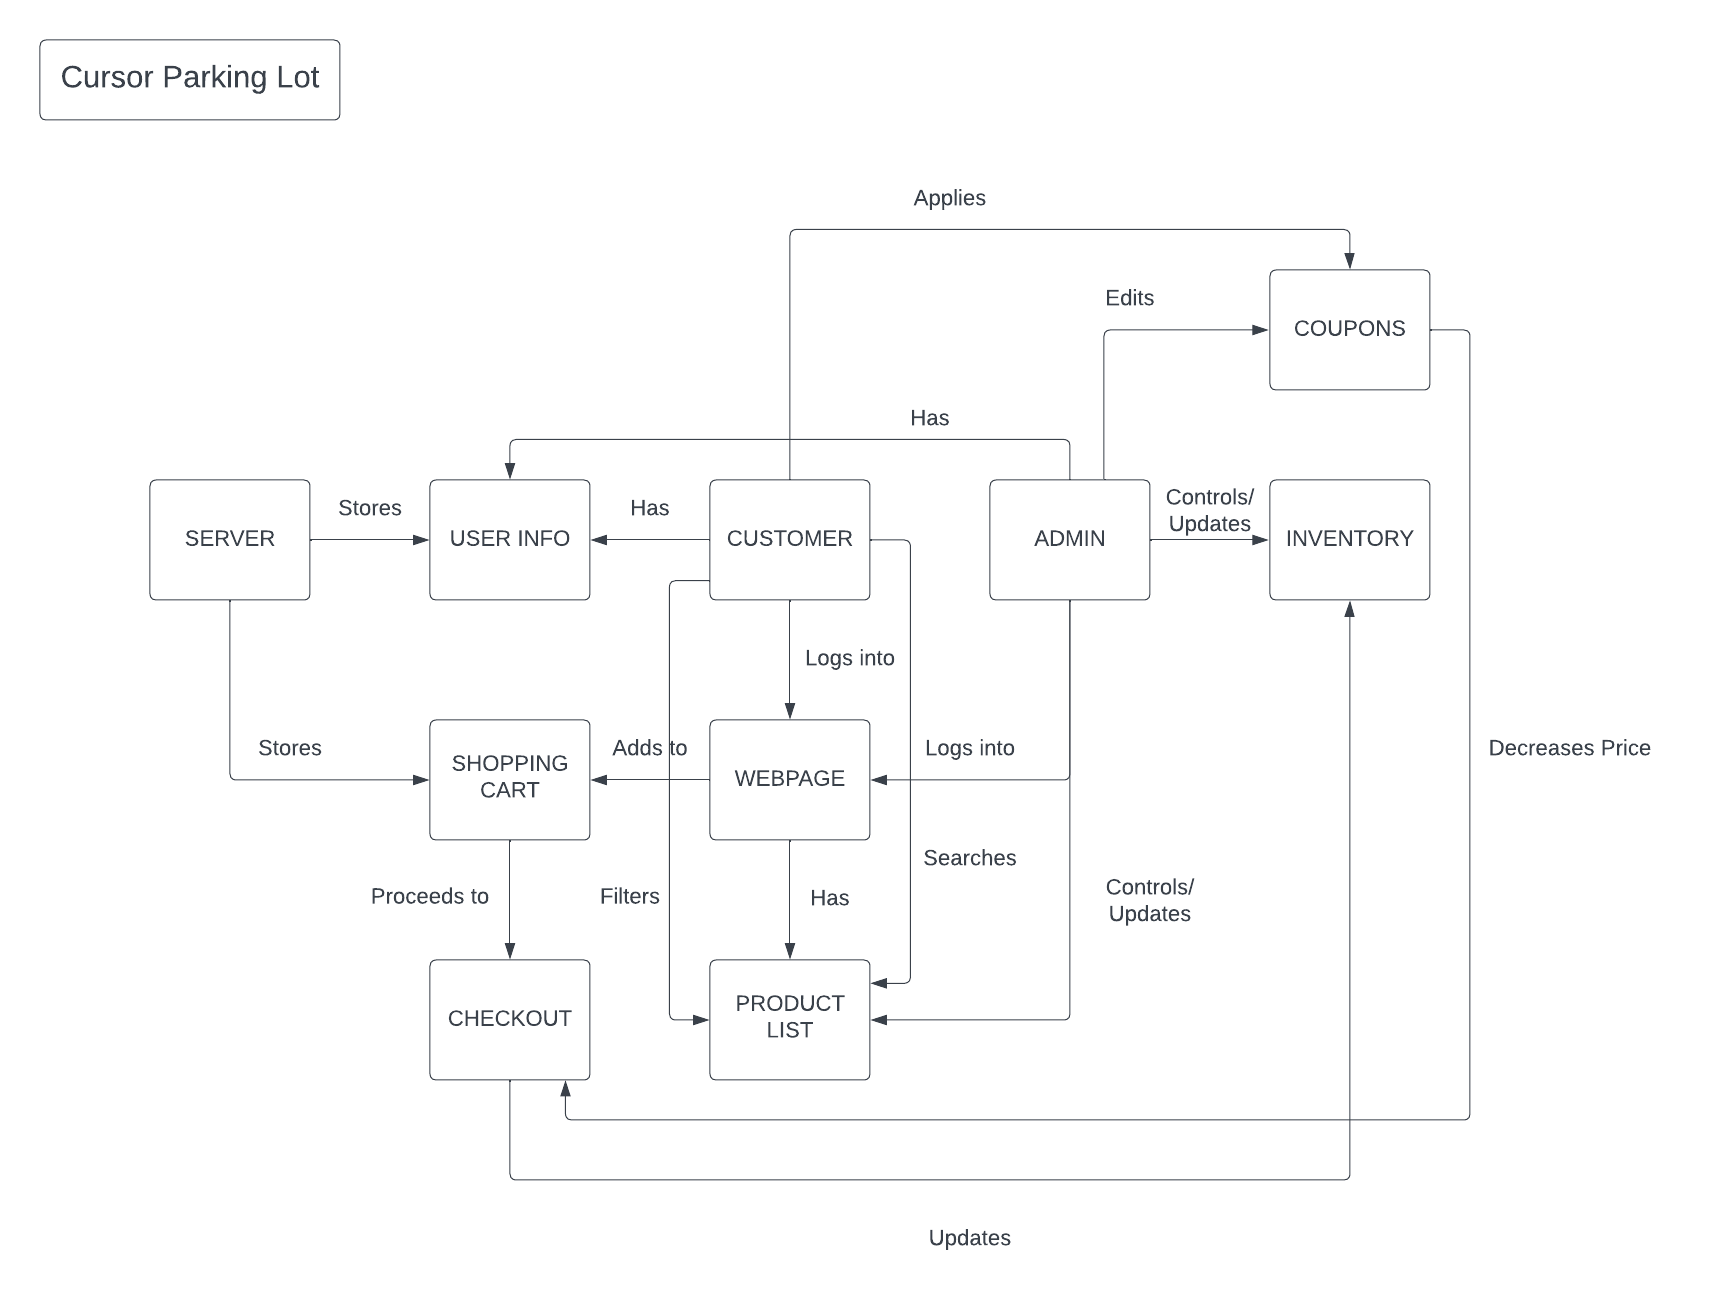 Cursor Parking Lot
Applies
Edits
COUPONS
Has
SERVER
Stores
USER INFO
Has
CUSTOMER
ADMIN
Controls/
Updates
INVENTORY
Logs into
Stores
SHOPPING
CART
Adds to
WEBPAGE
Logs into
Decreases Price
Searches
Proceeds to
Filters
Has
Controls/
Updates
CHECKOUT
PRODUCT
LIST
Updates